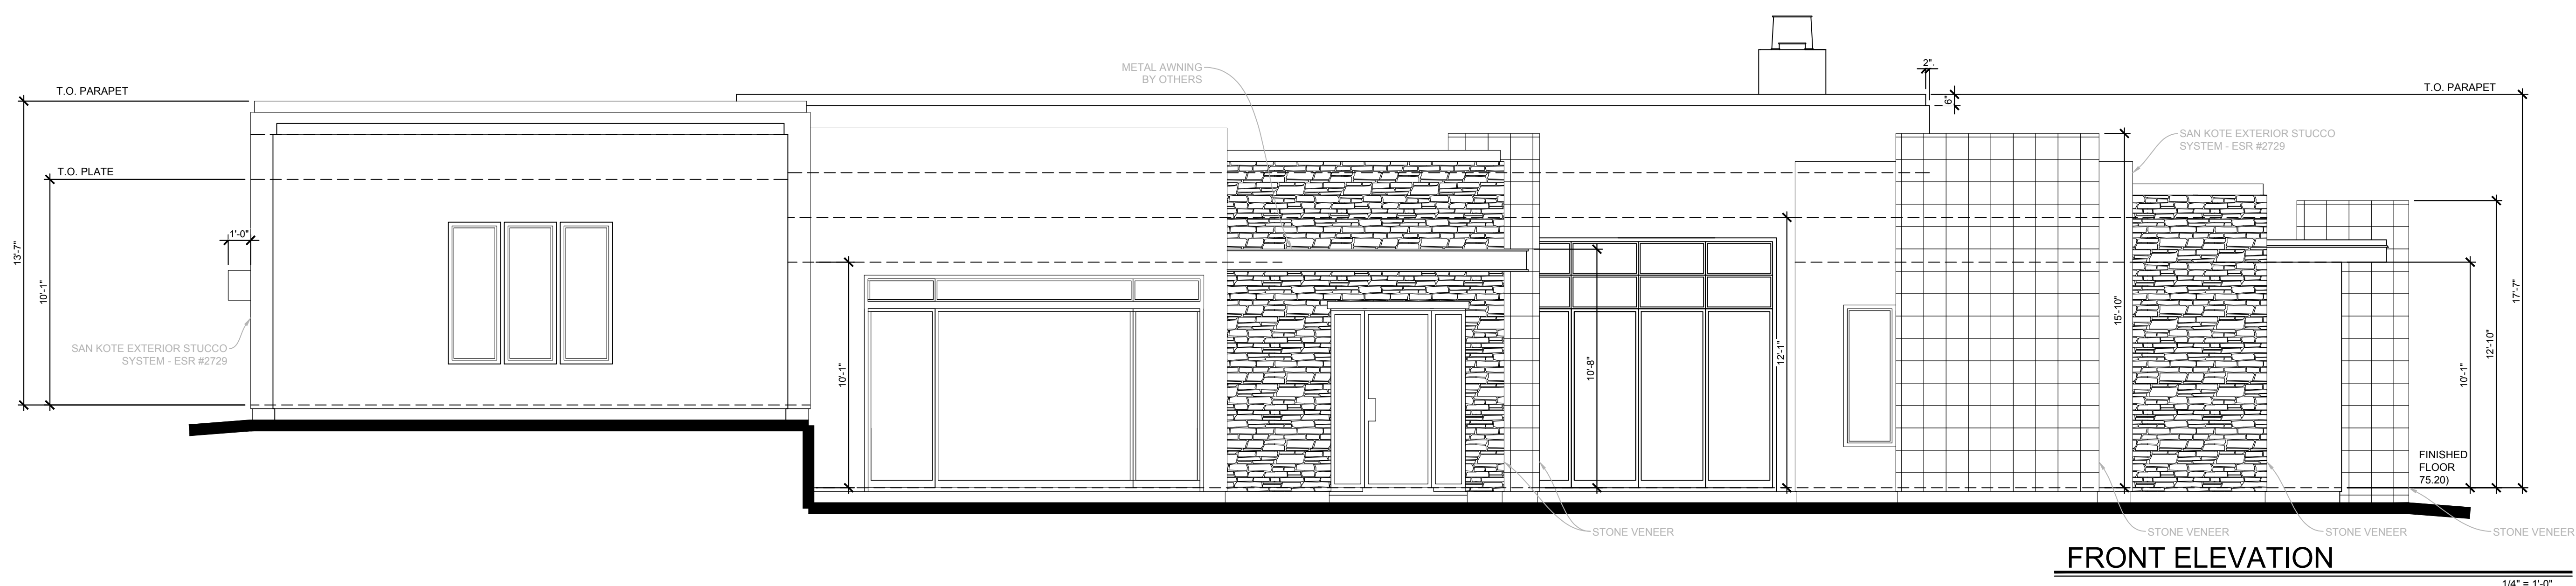 METAL AWNING
BY OTHERS
2".
T.O. PARAPET
T.O. PARAPET
6"
SAN KOTE EXTERIOR STUCCO
SYSTEM - ESR #2729
T.O. PLATE
1'-0"
13'-7"
10'-1"
SAN KOTE EXTERIOR STUCCO
SYSTEM - ESR #2729
10'-1"
10'-8"
12'-1"
15'-10"
10'-1"
12'-10"
17'-7"
FINISHED
FLOOR
75.20)
STONE VENEER
STONE VENEER
STONE VENEER
STONE VENEER
FRONT ELEVATION
1/4" = 1'-0"